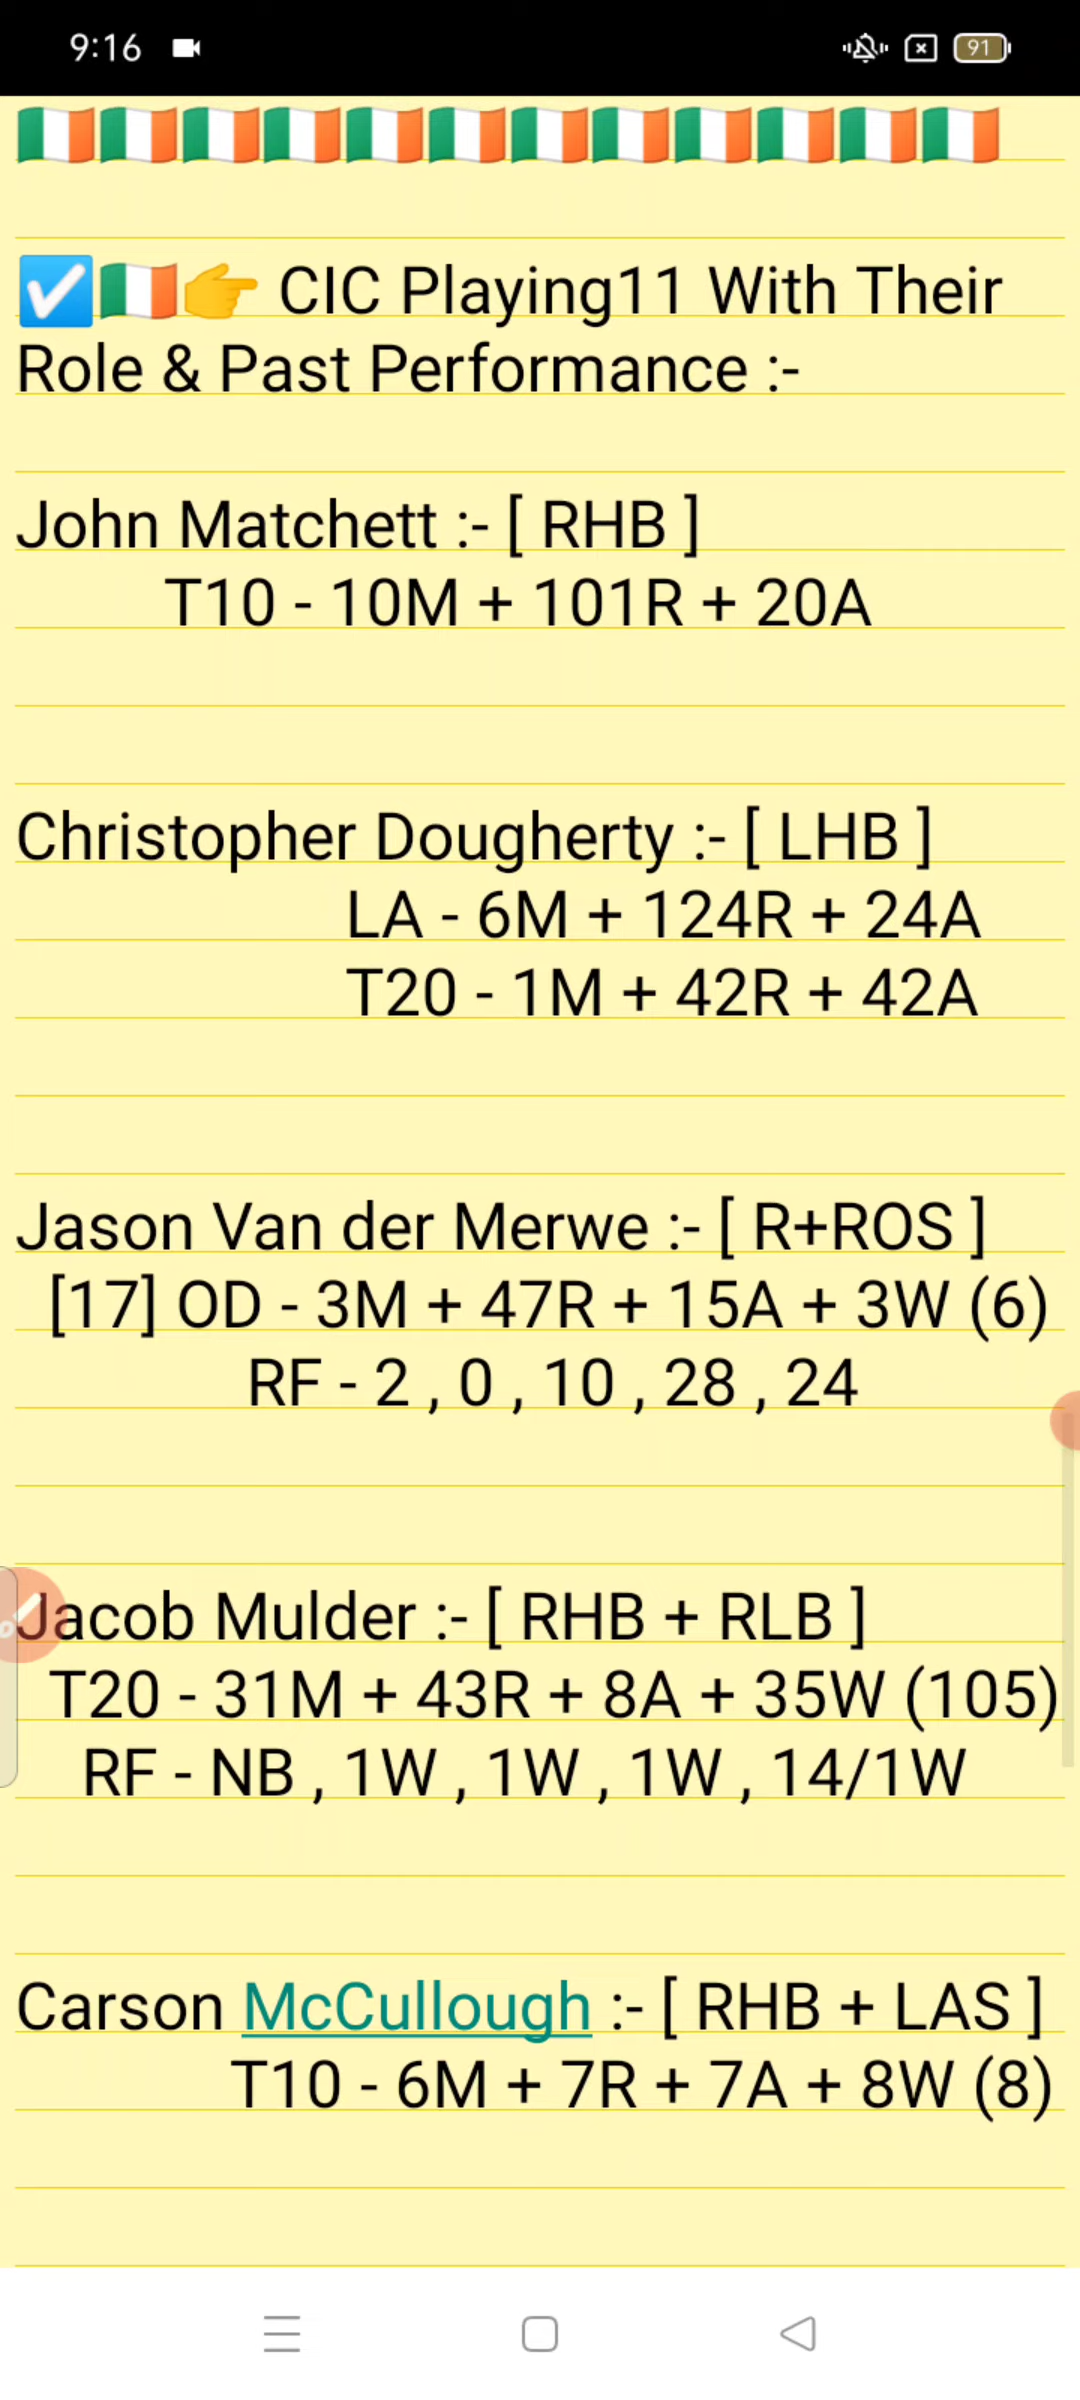 9:16 91
☑️🇮🇪👉 CIC Playing11 With Their
Role & Past Performance :-
John Matchett :- [ RHB ]
T10 - 10M + 101R + 20A
Christopher Dougherty :- [ LHB ]
LA - 6M + 124R + 24A
T20 - 1M + 42R + 42A
Jason Van der Merwe :- [ R+ROS ]
[17] OD - 3M + 47R + 15A + 3W (6)
RF - 2 , 0 , 10 , 28 , 24
Jacob Mulder :- [ RHB + RLB ]
T20 - 31M + 43R + 8A + 35W (105)
RF - NB , 1W , 1W , 1W , 14/1W
Carson McCullough :- [ RHB + LAS ]
T10 - 6M + 7R + 7A + 8W (8)